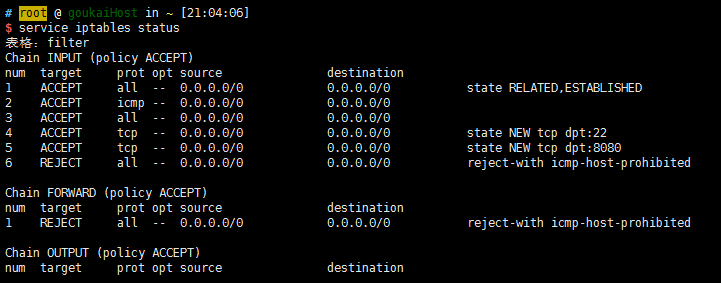 # root @ goukaiHost in ~ [21:04:06]
$ service iptables status
表格：filter
Chain INPUT (policy ACCEPT)
num  target     prot opt source               destination
1    ACCEPT     all  --  0.0.0.0/0            0.0.0.0/0           state RELATED,ESTABLISHED
2    ACCEPT     icmp --  0.0.0.0/0            0.0.0.0/0
3    ACCEPT     all  --  0.0.0.0/0            0.0.0.0/0
4    ACCEPT     tcp  --  0.0.0.0/0            0.0.0.0/0           state NEW tcp dpt:22
5    ACCEPT     tcp  --  0.0.0.0/0            0.0.0.0/0           state NEW tcp dpt:8080
6    REJECT     all  --  0.0.0.0/0            0.0.0.0/0           reject-with icmp-host-prohibited

Chain FORWARD (policy ACCEPT)
num  target     prot opt source               destination
1    REJECT     all  --  0.0.0.0/0            0.0.0.0/0           reject-with icmp-host-prohibited

Chain OUTPUT (policy ACCEPT)
num  target     prot opt source               destination